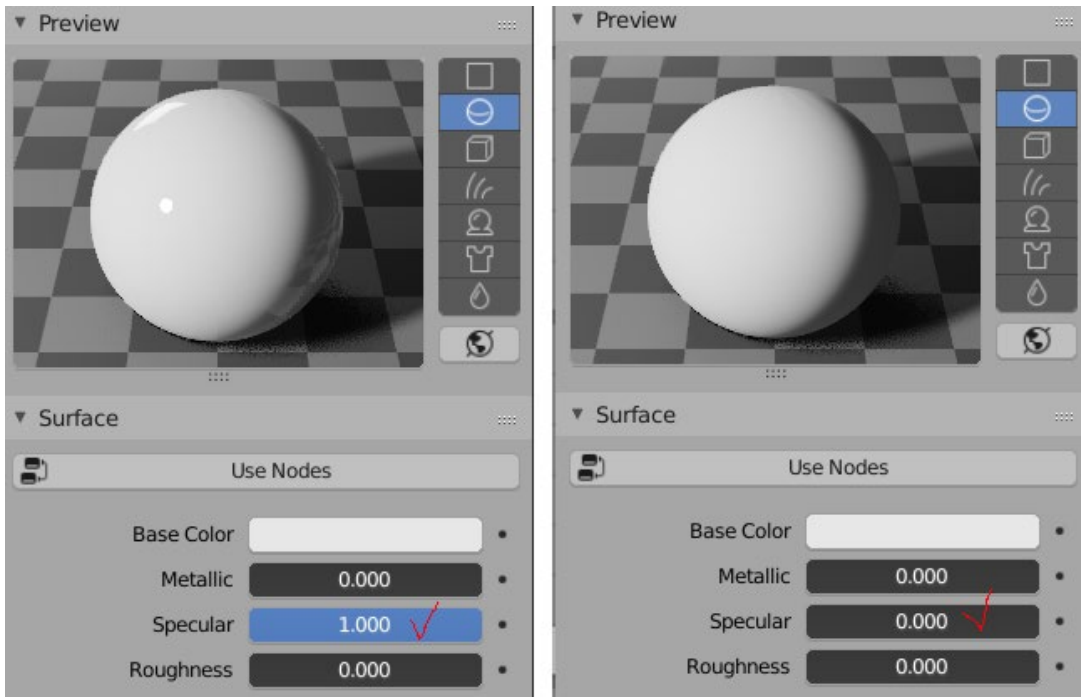 Preview
Surface
Use Nodes
Base Color
Metallic 0.000
Specular 1.000
Roughness 0.000
Preview
Surface
Use Nodes
Base Color
Metallic 0.000
Specular 0.000
Roughness 0.000